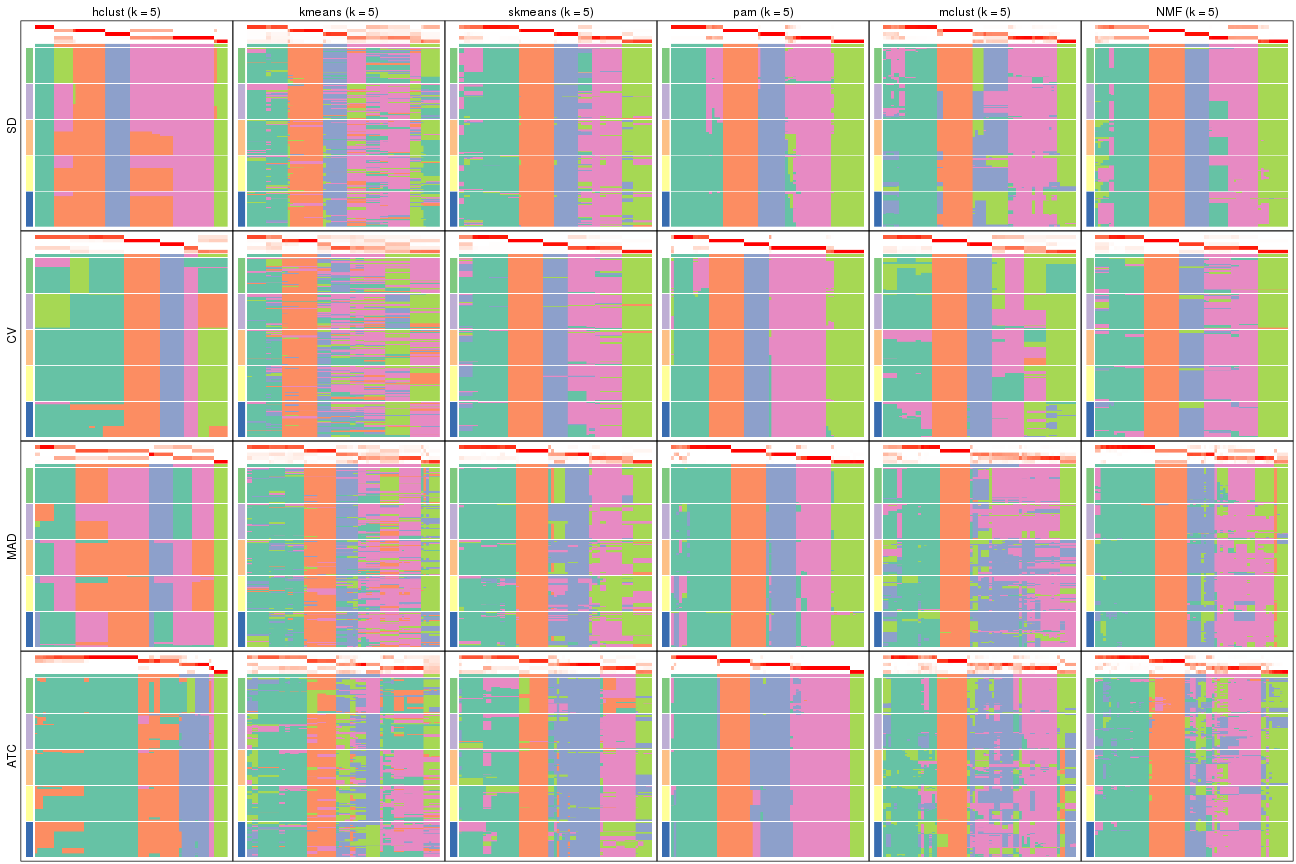 hclust (k = 5) kmeans (k = 5) skmeans (k = 5) pam (k = 5) mclust (k = 5) NMF (k = 5)
SD
CV
MAD
ATC